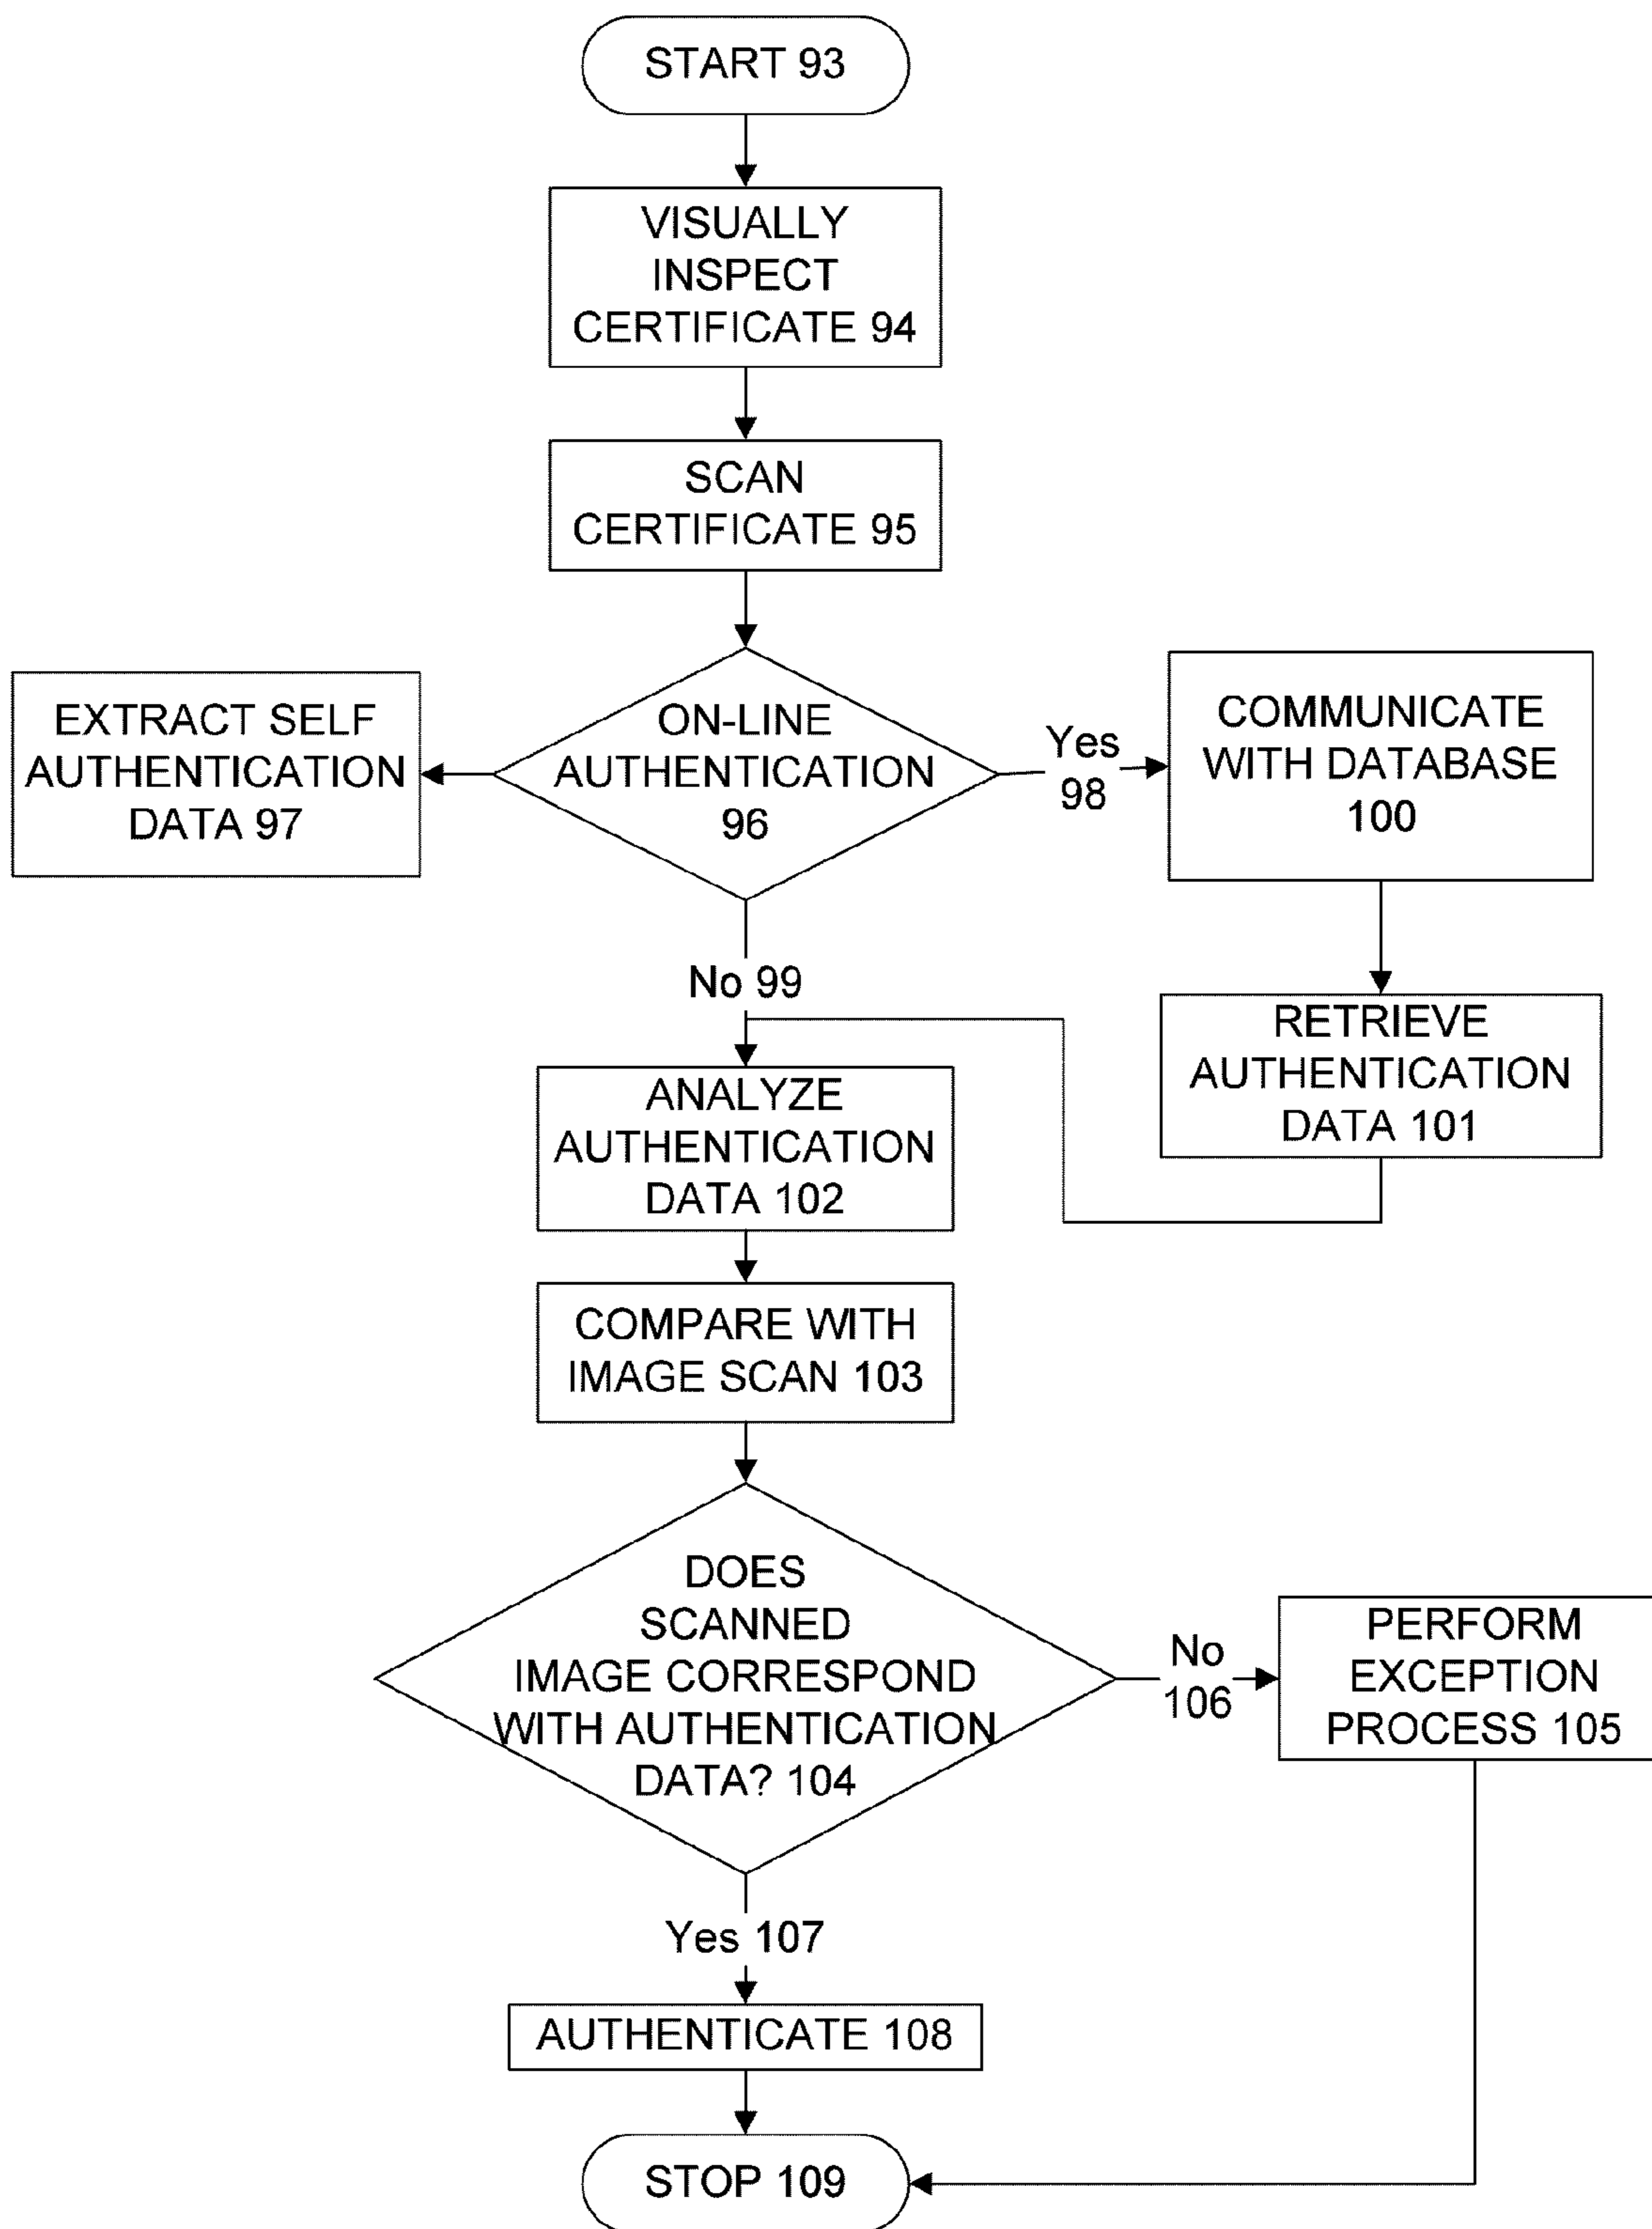 START 93
VISUALLY
INSPECT
CERTIFICATE 94
SCAN
CERTIFICATE 95
EXTRACT SELF
AUTHENTICATION
DATA 97
ON-LINE
AUTHENTICATION
96
Yes
98
COMMUNICATE
WITH DATABASE
100
No 99
RETRIEVE
AUTHENTICATION
DATA 101
ANALYZE
AUTHENTICATION
DATA 102
COMPARE WITH
IMAGE SCAN 103
DOES
SCANNED
IMAGE CORRESPOND
WITH AUTHENTICATION
DATA? 104
No
106
PERFORM
EXCEPTION
PROCESS 105
Yes 107
AUTHENTICATE 108
STOP 109